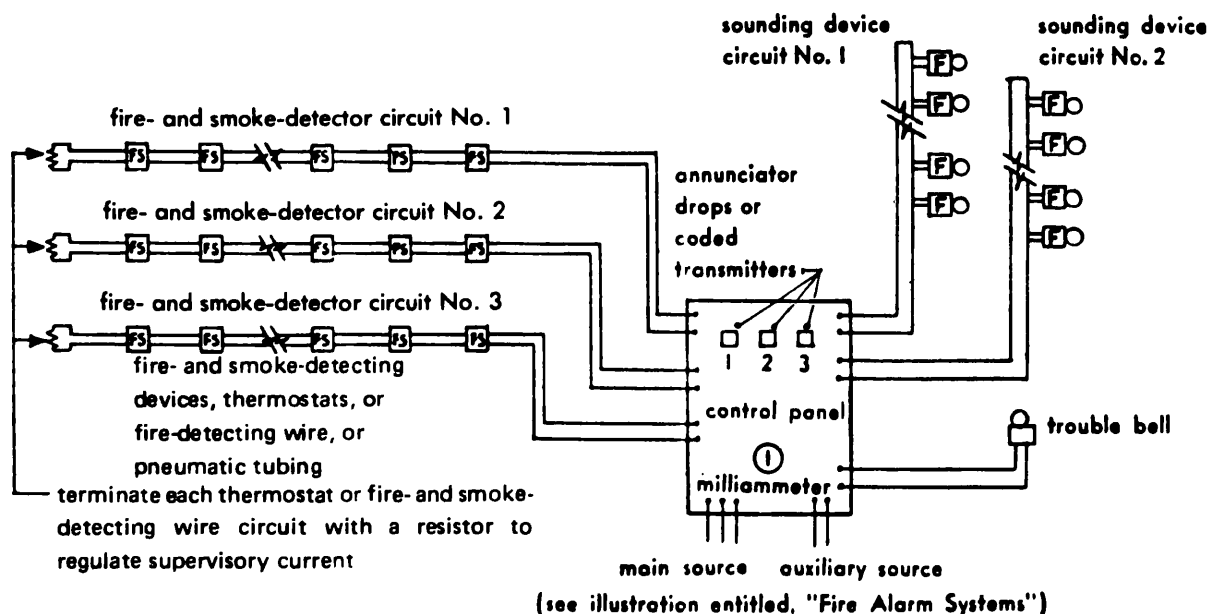 sounding device
circuit No. 1
F
F
F
F
sounding device
circuit No. 2
F
F
F
F
fire- and smoke-detector circuit No. 1
FS FS FS FS FS
fire- and smoke-detector circuit No. 2
FS FS FS FS FS
fire- and smoke-detector circuit No. 3
FS FS FS FS FS
fire- and smoke-detecting
devices, thermostats, or
fire-detecting wire, or
pneumatic tubing
terminate each thermostat or fire- and smoke-
detecting wire circuit with a resistor to
regulate supervisory current
annunciator
drops or
coded
transmitters
1 2 3
control panel
I
milliammeter
trouble bell
main source auxiliary source
(see illustration entitled, "Fire Alarm Systems")